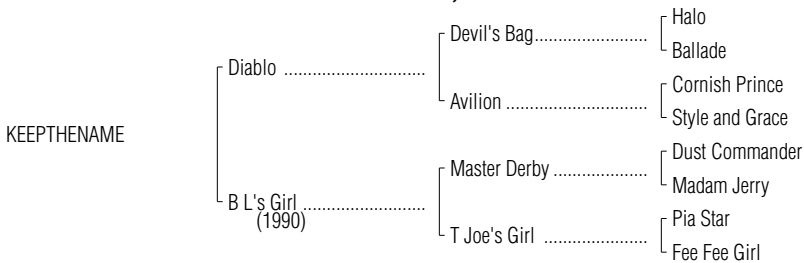 Halo
Devil's Bag..........................
Ballade
Diablo ................................
Cornish Prince
Avilion ................................
Style and Grace
KEEPTHENAME
Dust Commander
Master Derby .....................
Madam Jerry
B L's Girl ...........................
(1990)
Pia Star
T Joe's Girl .......................
Fee Fee Girl